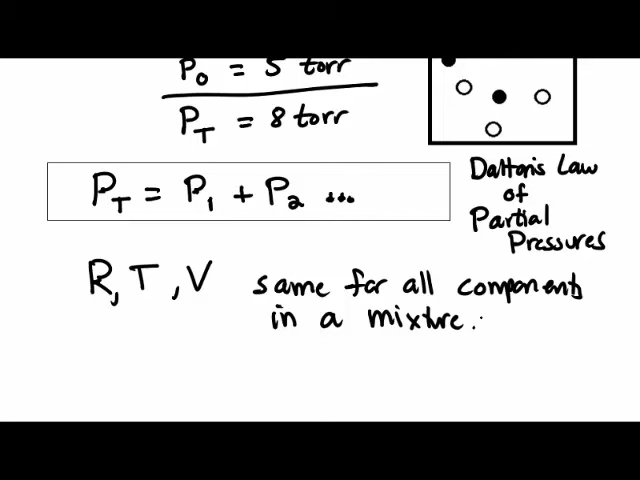 P₀ = 5 torr
P_T = 8 torr
P_T = P₁ + P₂ ...
Dalton's Law
of
Partial
Pressures
R, T, V same for all components
in a mixture.